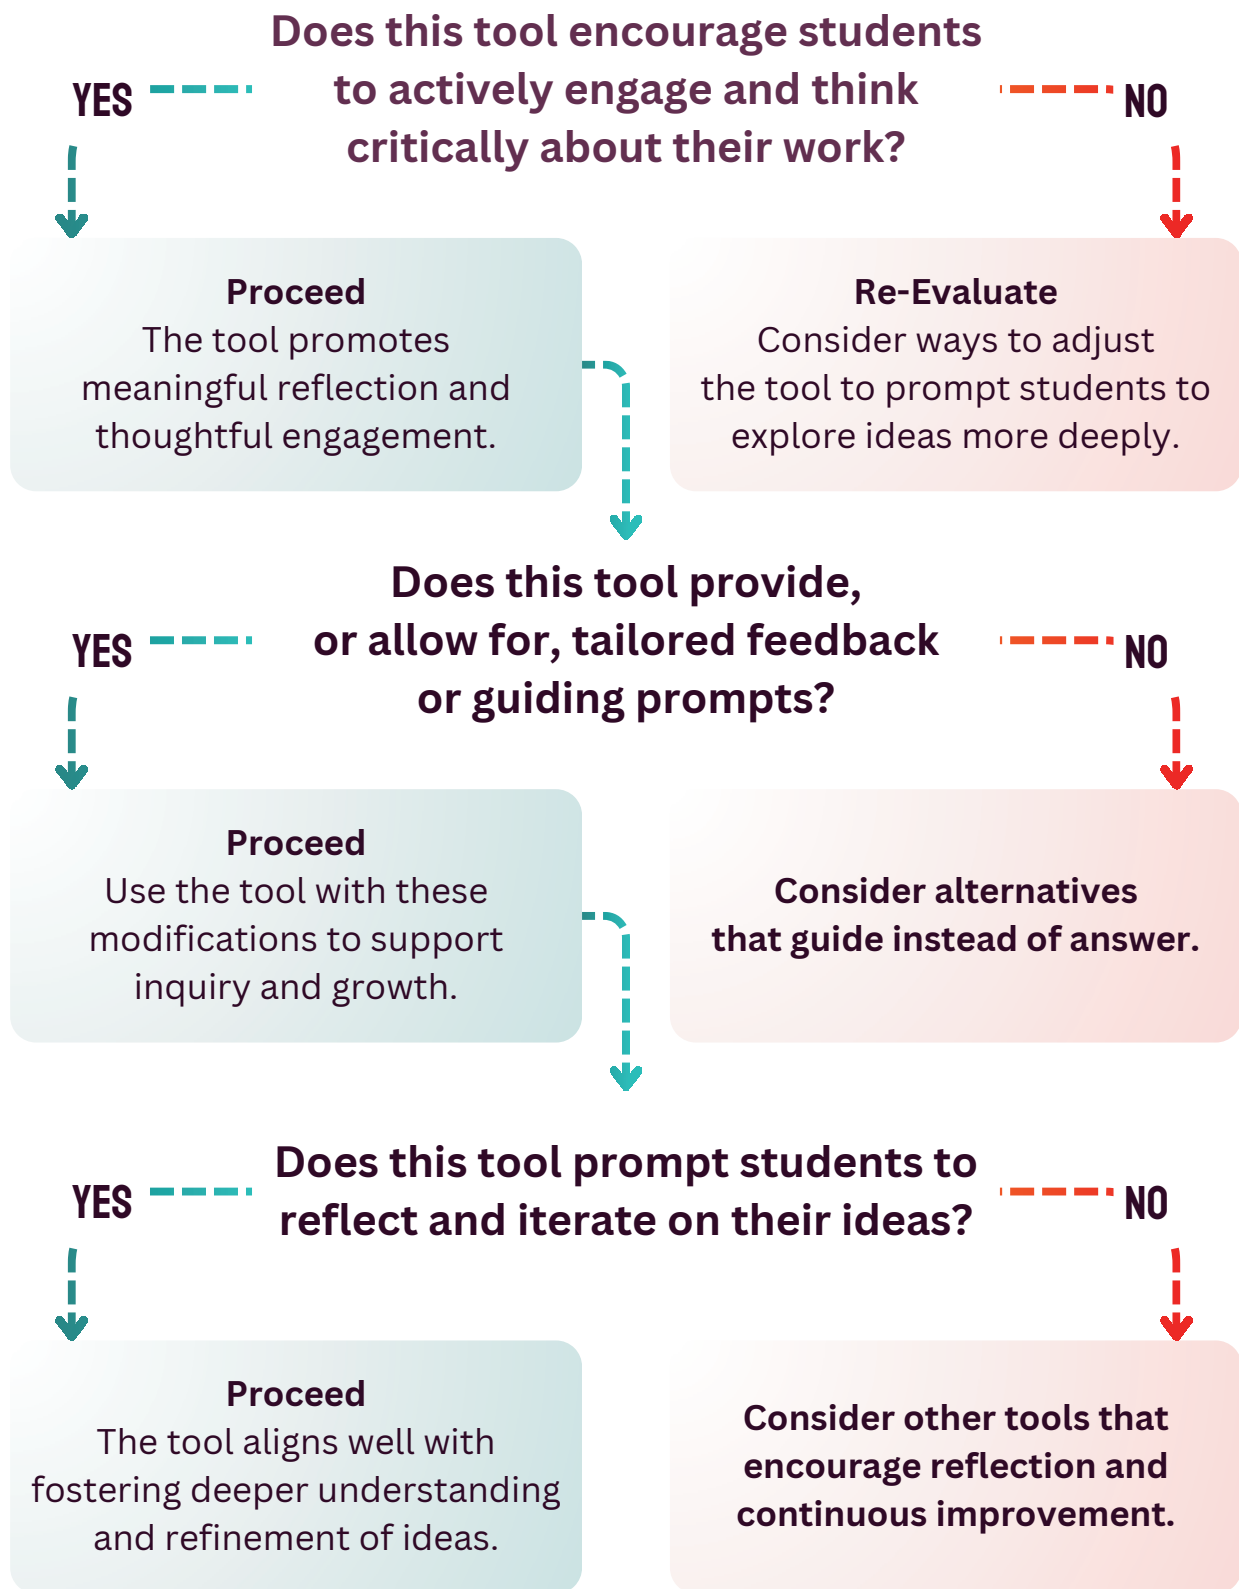 Does this tool encourage students
to actively engage and think
critically about their work?
YES
NO
Proceed
The tool promotes
meaningful reflection and
thoughtful engagement.
Re-Evaluate
Consider ways to adjust
the tool to prompt students to
explore ideas more deeply.
Does this tool provide,
or allow for, tailored feedback
or guiding prompts?
YES
NO
Proceed
Use the tool with these
modifications to support
inquiry and growth.
Consider alternatives
that guide instead of answer.
Does this tool prompt students to
reflect and iterate on their ideas?
YES
NO
Proceed
The tool aligns well with
fostering deeper understanding
and refinement of ideas.
Consider other tools that
encourage reflection and
continuous improvement.